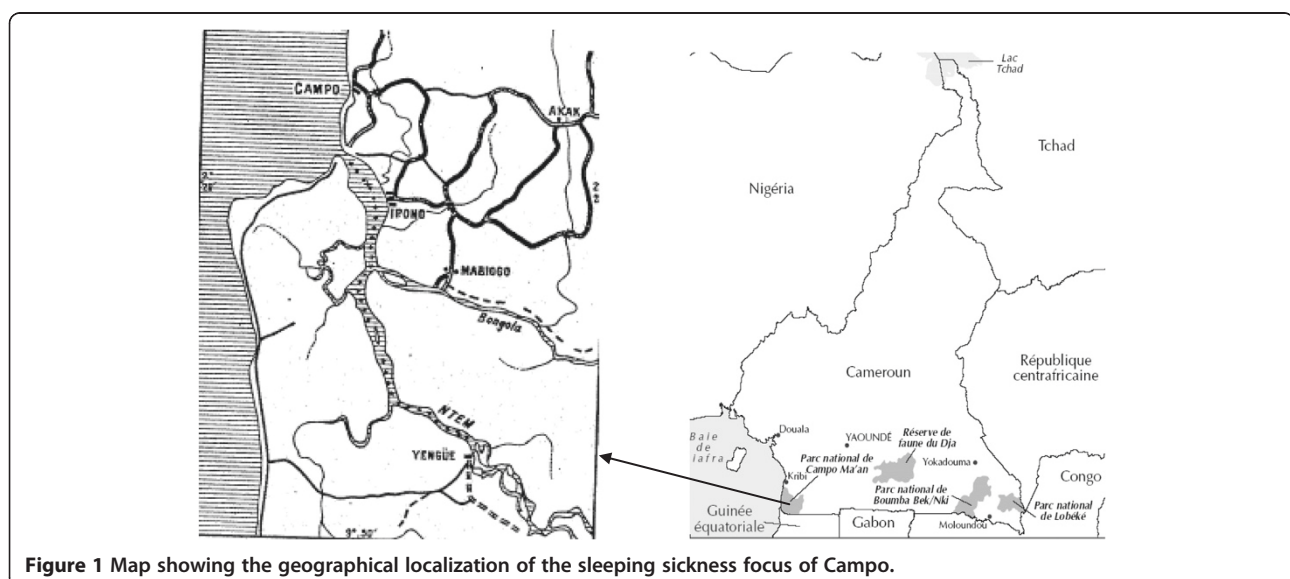 CAMPO
AKAK
IPONO
MABIOGO
Bongola
NTEM
YENGÜE
9°.50'
Lac
Tchad
Tchad
Nigéria
République
centrafricaine
Cameroun
Douala
YAOUNDÉ
Réserve de
faune du Dja
Baie
de
iafra
Parc national de
Campo Ma'an
Yokadouma
Kribi
Congo
Parc national de
Boumba Bek/Nki
Parc national
de Lobéké
Guinée
équatoriale
Gabon
Moloundou
Figure 1 Map showing the geographical localization of the sleeping sickness focus of Campo.